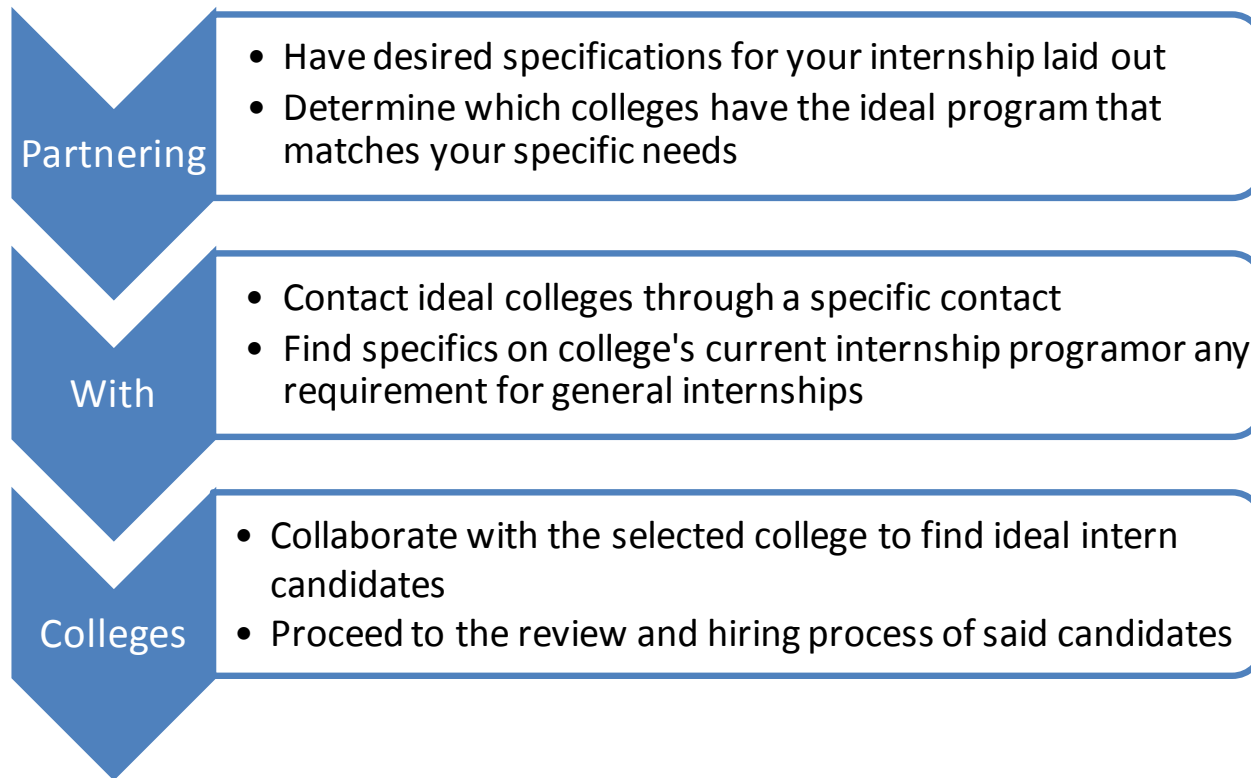 Partnering
• Have desired specifications for your internship laid out
• Determine which colleges have the ideal program that
matches your specific needs
With
• Contact ideal colleges through a specific contact
• Find specifics on college's current internship programor any
requirement for general internships
Colleges
• Collaborate with the selected college to find ideal intern
candidates
• Proceed to the review and hiring process of said candidates